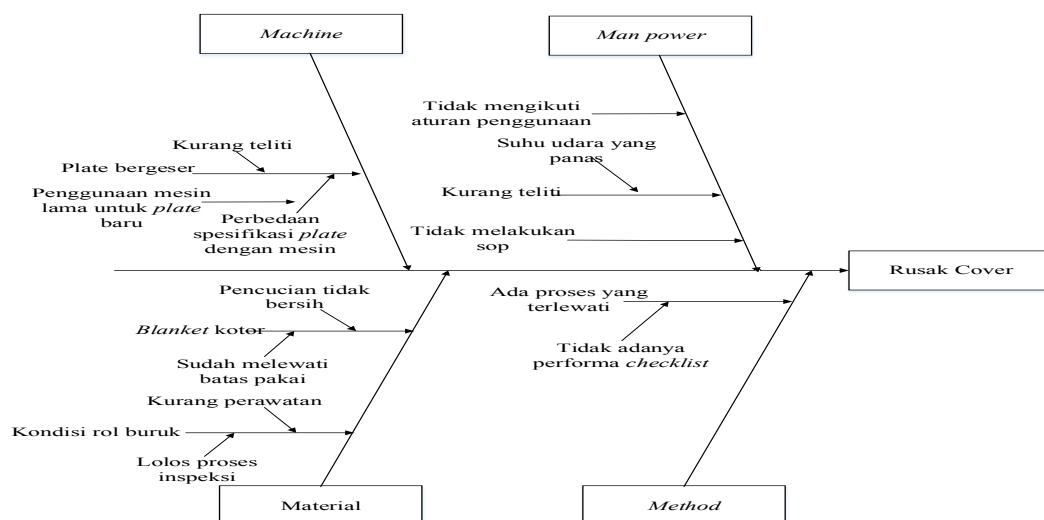 Machine
Man power
Tidak mengikuti
aturan penggunaan
Suhu udara yang
panas
Kurang teliti
Tidak melakukan
sop
Kurang teliti
Plate bergeser
Penggunaan mesin
lama untuk plate
baru
Perbedaan
spesifikasi plate
dengan mesin
Rusak Cover
Pencucian tidak
bersih
Blanket kotor
Sudah melewati
batas pakai
Kurang perawatan
Kondisi rol buruk
Lolos proses
inspeksi
Ada proses yang
terlewati
Tidak adanya
performa checklist
Material
Method